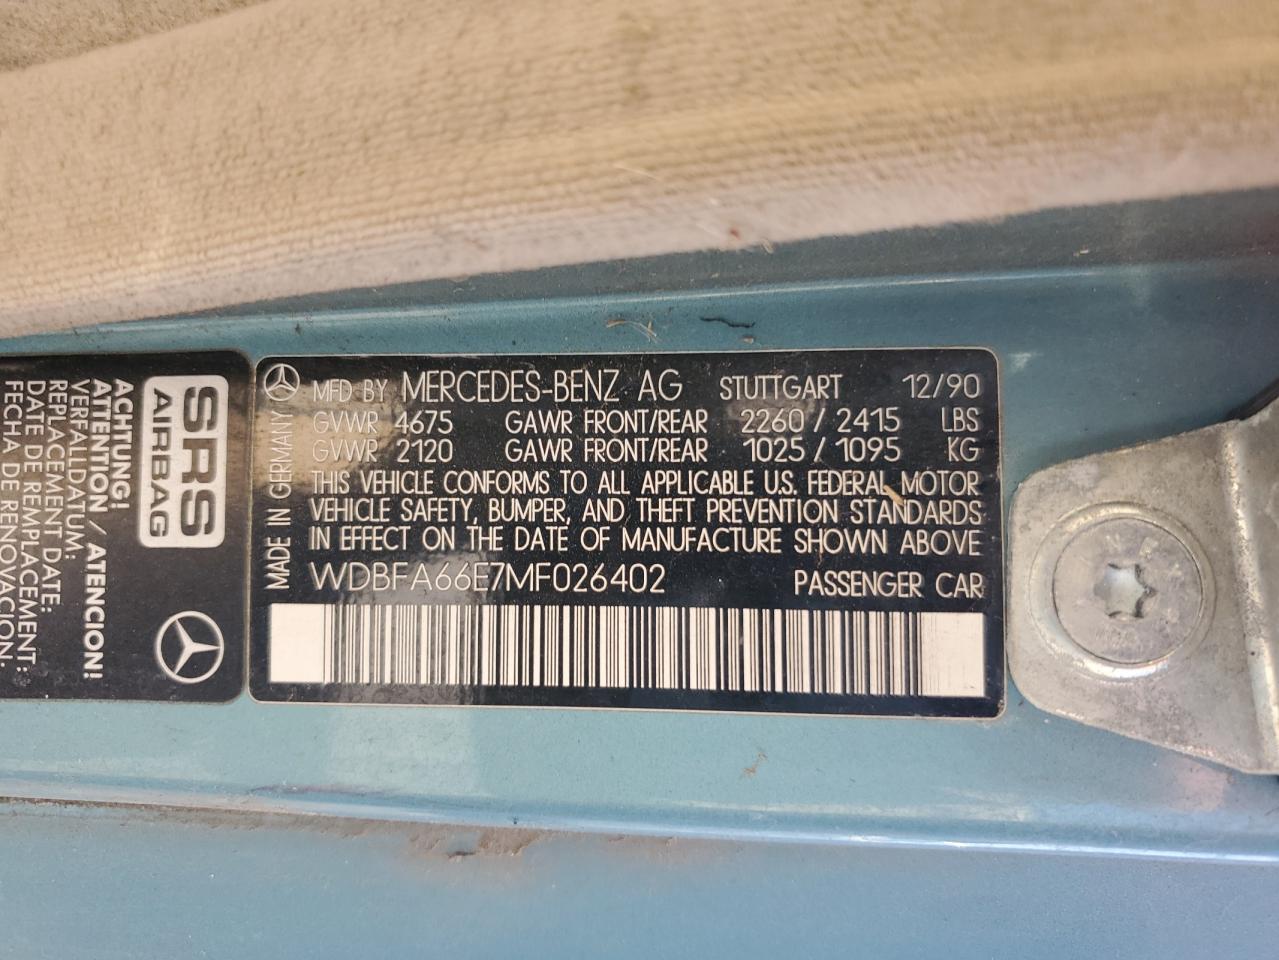 MFD BY MERCEDES-BENZ AG STUTTGART 12/90
GVWR 4675 GAWR FRONT/REAR 2260 / 2415 LBS
GVWR 2120 GAWR FRONT/REAR 1025 / 1095 KG
THIS VEHICLE CONFORMS TO ALL APPLICABLE U.S. FEDERAL MOTOR
VEHICLE SAFETY, BUMPER, AND THEFT PREVENTION STANDARDS
IN EFFECT ON THE DATE OF MANUFACTURE SHOWN ABOVE
WDBFA66E7MF026402 PASSENGER CAR
MADE IN GERMANY
SRS
AIRBAG
ACHTUNG!
ATTENTION / ATENCION!
VERFALLDATUM:
REPLACEMENT DATE:
DATE DE REMPLACEMENT:
FECHA DE RENOVACION: